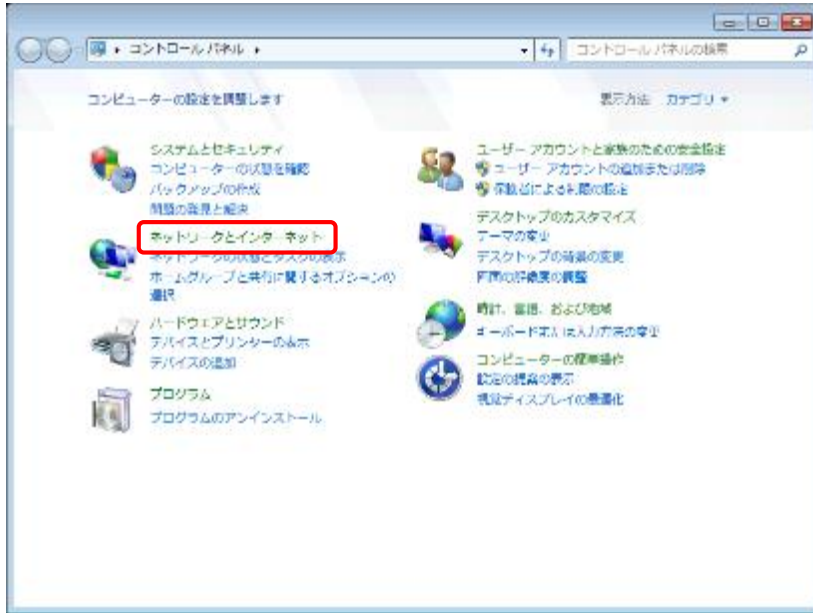 コントロール パネル
コントロール パネルの検索
コンピューターの設定を調整します
表示方法: カテゴリ
システムとセキュリティ
コンピューターの状態を確認
バックアップの作成
問題の発見と解決
ネットワークとインターネット
ネットワークの状態とタスクの表示
ホームグループと共有に関するオプションの
選択
ハードウェアとサウンド
デバイスとプリンターの表示
デバイスの追加
プログラム
プログラムのアンインストール
ユーザー アカウントと家族のための安全設定
ユーザー アカウントの追加または削除
保護者による制限の設定
デスクトップのカスタマイズ
テーマの変更
デスクトップの背景の変更
画面の解像度の調整
時計、言語、および地域
キーボードまたは入力方法の変更
コンピューターの簡単操作
設定の提案の表示
視覚ディスプレイの最適化